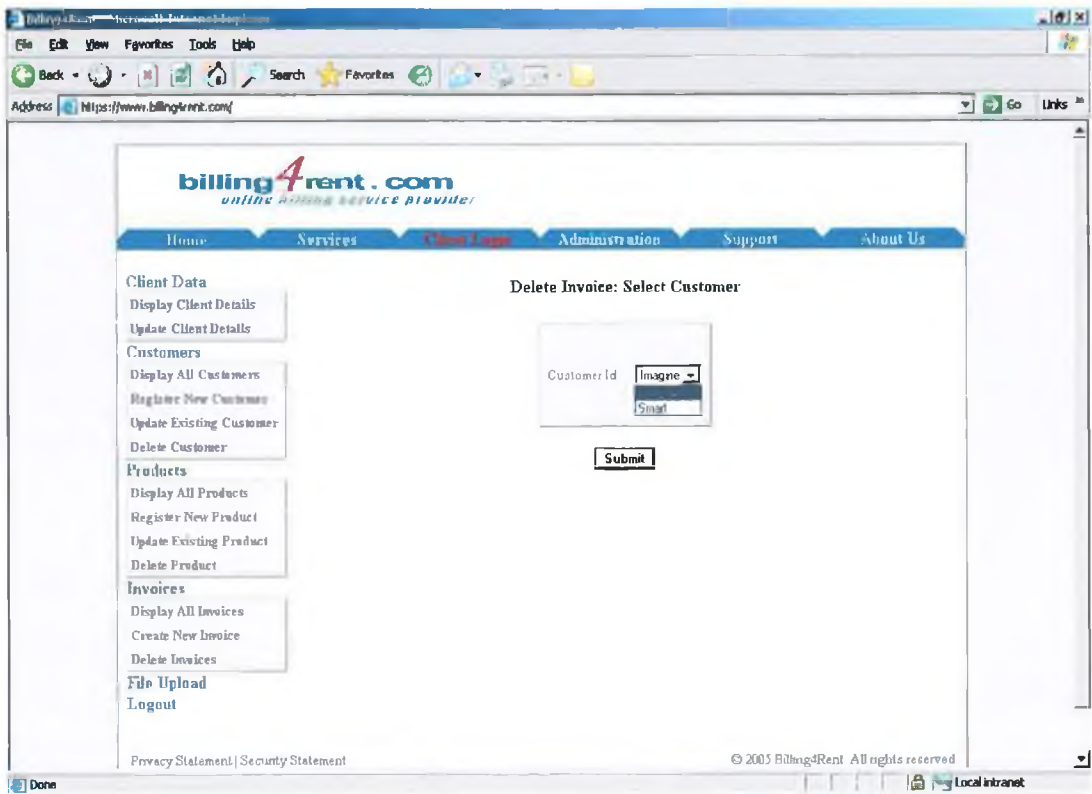 File Edit View Favorites Tools Help
Back Search Favorites
Address https://www.billing4rent.com/ Go Links »
billing4rent.com
online billing service provider
Home Services Client Login Administration Support About Us
Client Data
Display Client Details
Update Client Details
Customers
Display All Customers
Register New Customer
Update Existing Customer
Delete Customer
Products
Display All Products
Register New Product
Update Existing Product
Delete Product
Invoices
Display All Invoices
Create New Invoice
Delete Invoices
File Upload
Logout
Delete Invoice: Select Customer
Customer Id Imagine
Smart
Submit
Privacy Statement | Security Statement © 2005 Billing4Rent All rights reserved
Done Local intranet